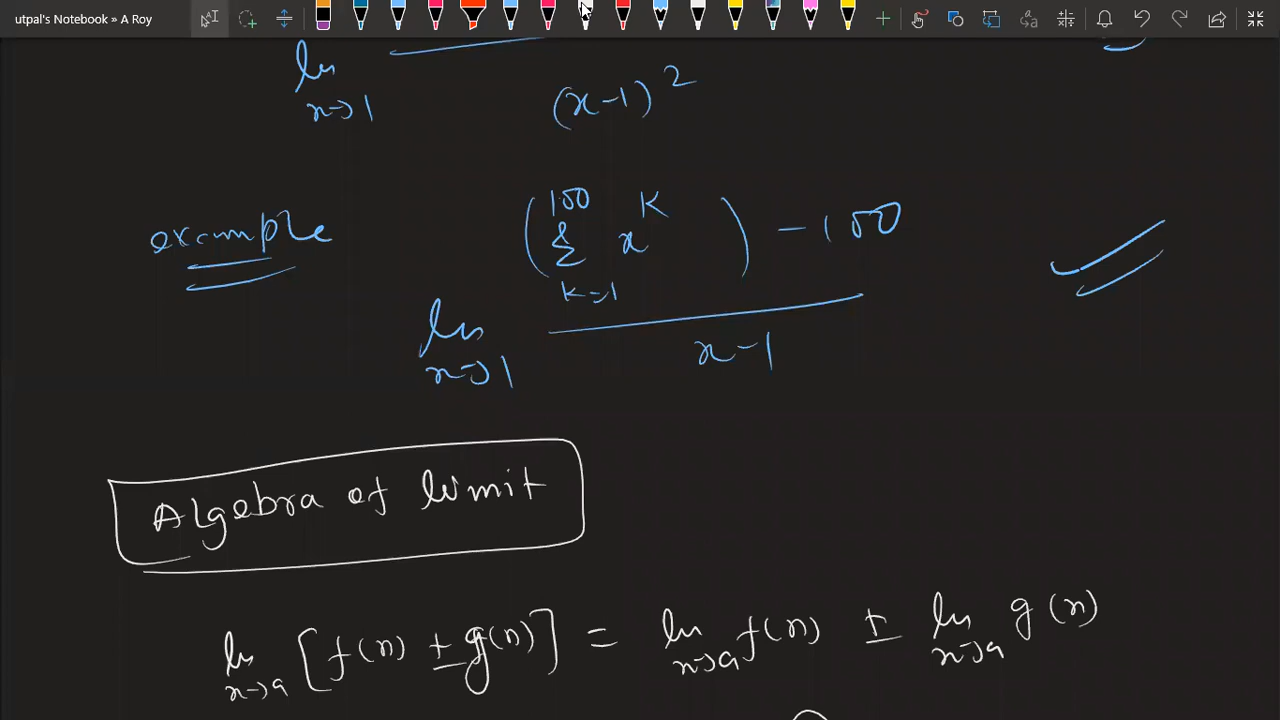 utpal's Notebook » A Roy
lim x→1
(x-1)²
example lim x→1 (100 Σ k=1 x^K) - 100
x-1
Algebra of limit
lim x→a [f(x) ± g(x)] = lim x→a f(x) ± lim x→a g(x)